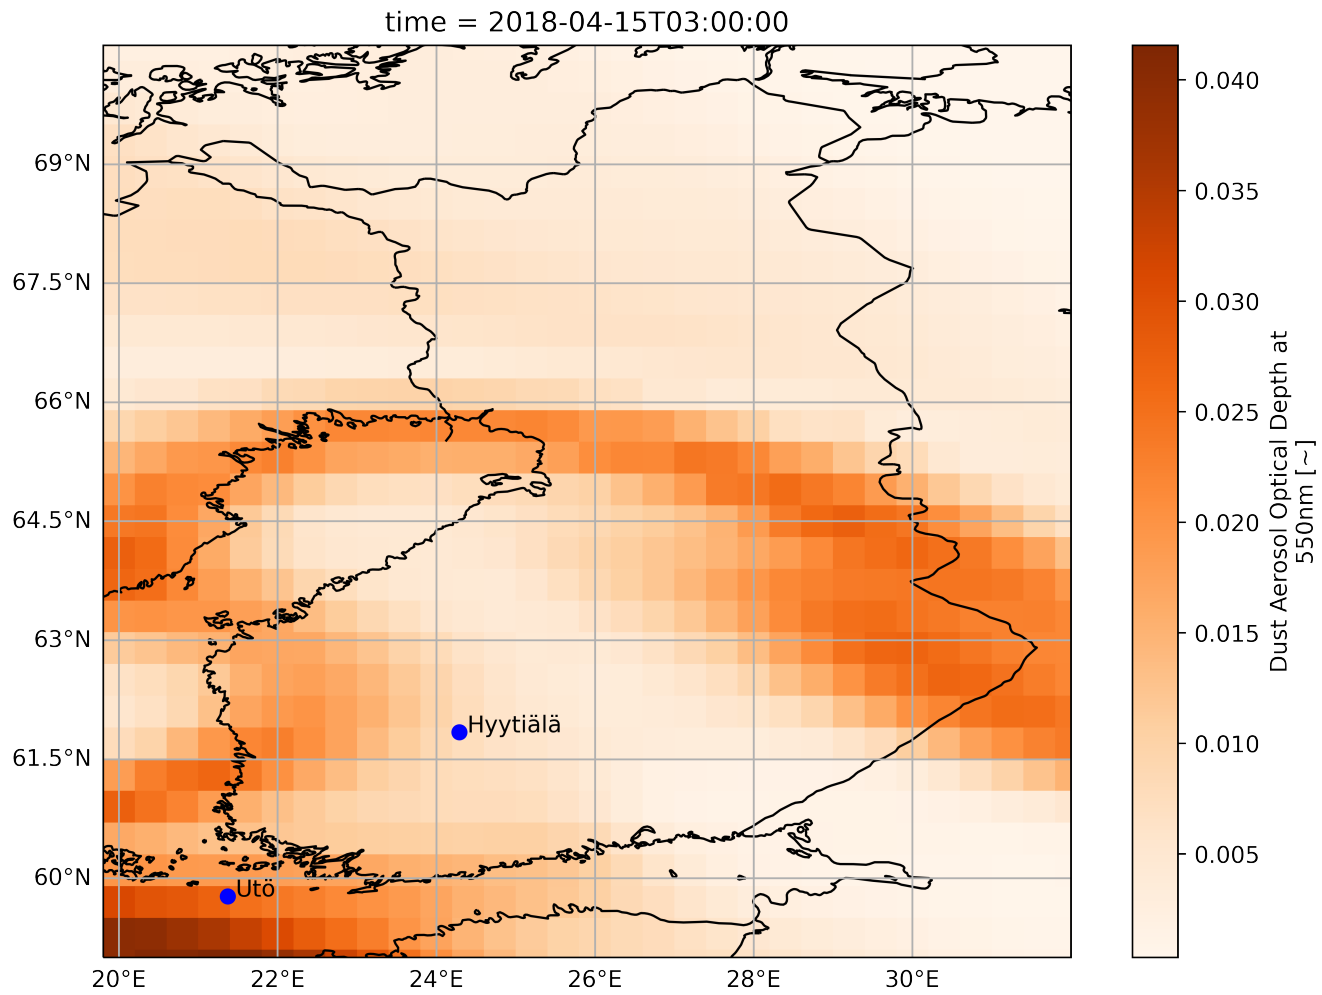 time = 2018-04-15T03:00:00
69°N
67.5°N
66°N
64.5°N
63°N
61.5°N
60°N
Hyytiälä
Utö
20°E
22°E
24°E
26°E
28°E
30°E
0.040
0.035
0.030
0.025
0.020
0.015
0.010
0.005
Dust Aerosol Optical Depth at
550nm [~]